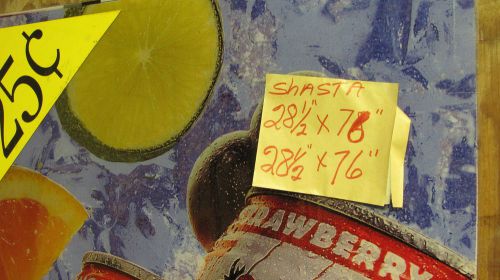 25¢
SHASTA
28½" x 76"
28½" x 76"
STRAWBERRY